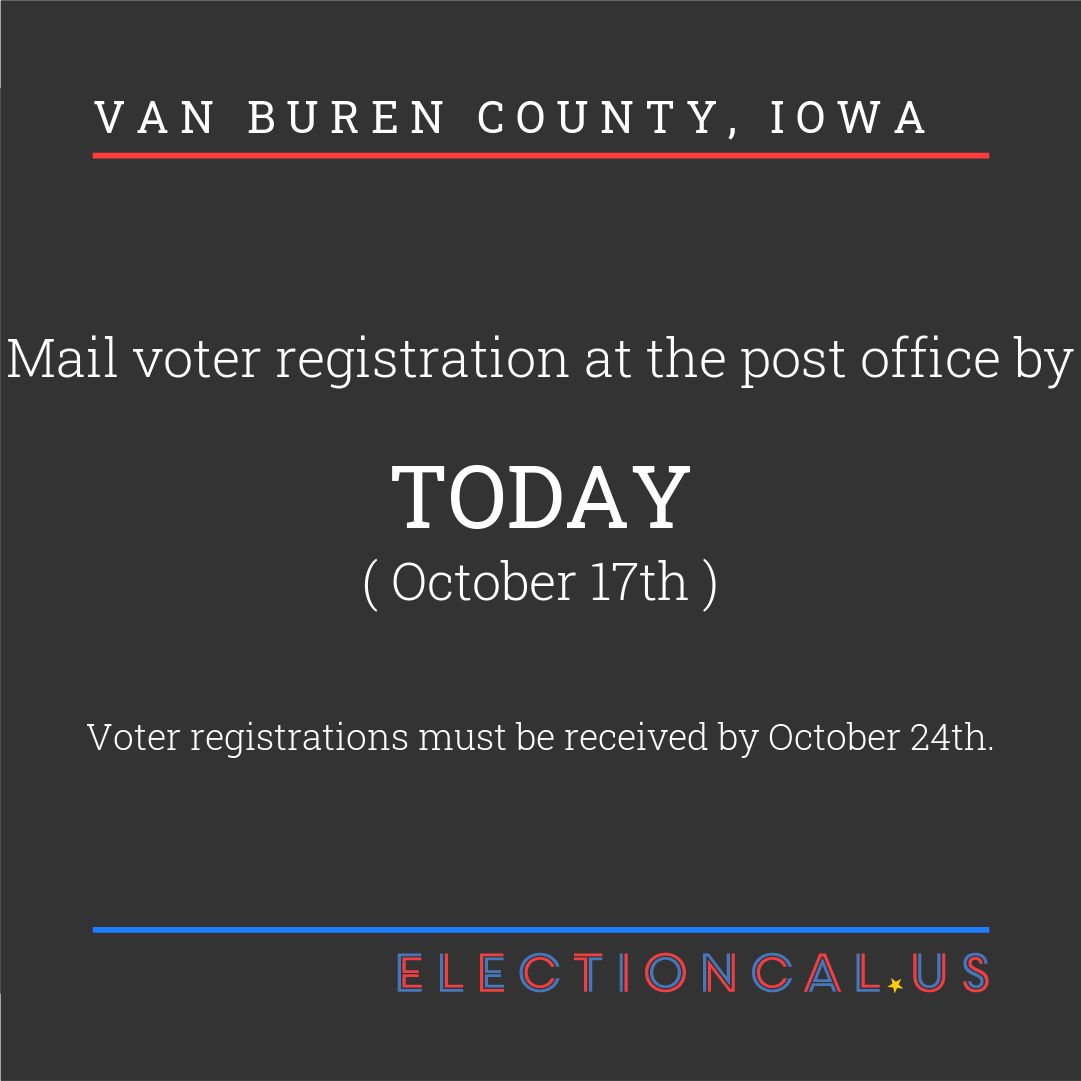 VAN BUREN COUNTY, IOWA
Mail voter registration at the post office by
TODAY
( October 17th )
Voter registrations must be received by October 24th.
ELECTIONCAL.US